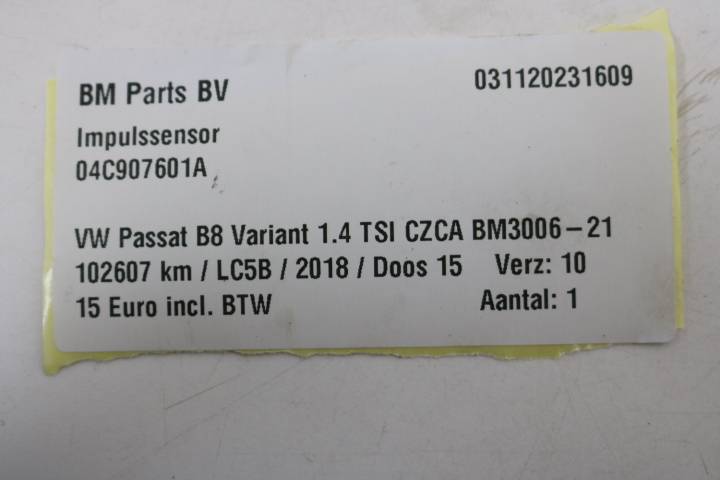 BM Parts BV 031120231609
Impulssensor
04C907601A
VW Passat B8 Variant 1.4 TSI CZCA BM3006-21
102607 km / LC5B / 2018 / Doos 15 Verz: 10
15 Euro incl. BTW Aantal: 1